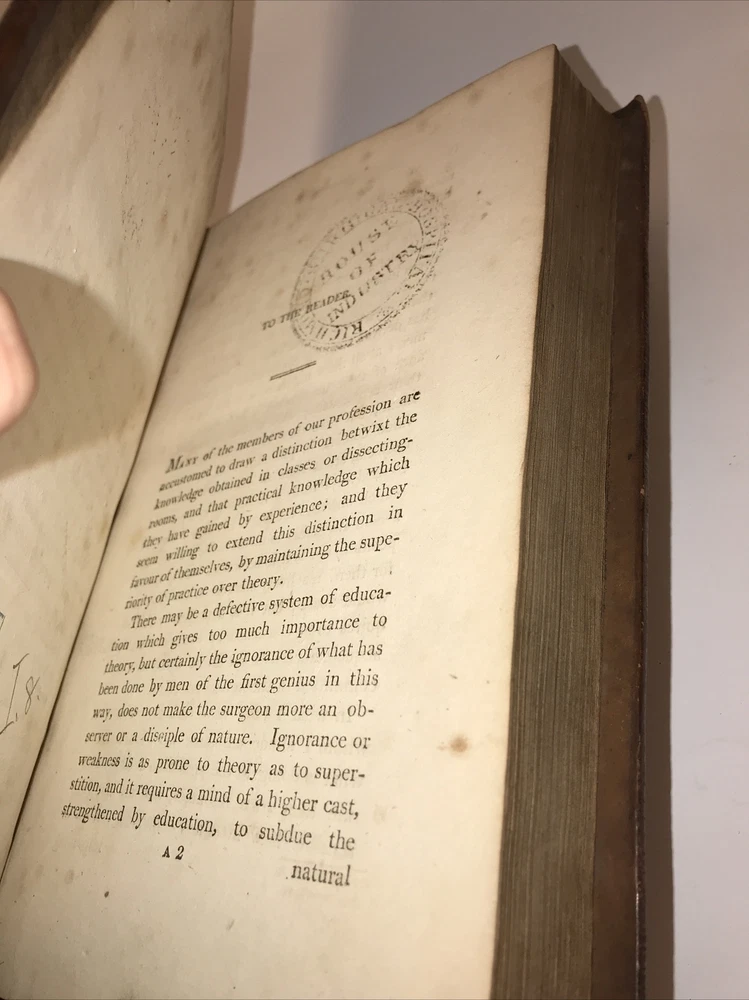 HOUSE
OF
INDUSTRY
TO THE READER.
MANY of the members of our profession are
accustomed to draw a distinction betwixt the
knowledge obtained in classes or dissecting-
rooms, and that practical knowledge which
they have gained by experience; and they
seem willing to extend this distinction in
favour of themselves, by maintaining the supe-
riority of practice over theory.
There may be a defective system of educa-
tion which gives too much importance to
theory, but certainly the ignorance of what has
been done by men of the first genius in this
way, does not make the surgeon more an ob-
server or a disciple of nature. Ignorance or
weakness is as prone to theory as to super-
stition, and it requires a mind of a higher cast,
strengthened by education, to subdue the
A 2
natural
I.8.